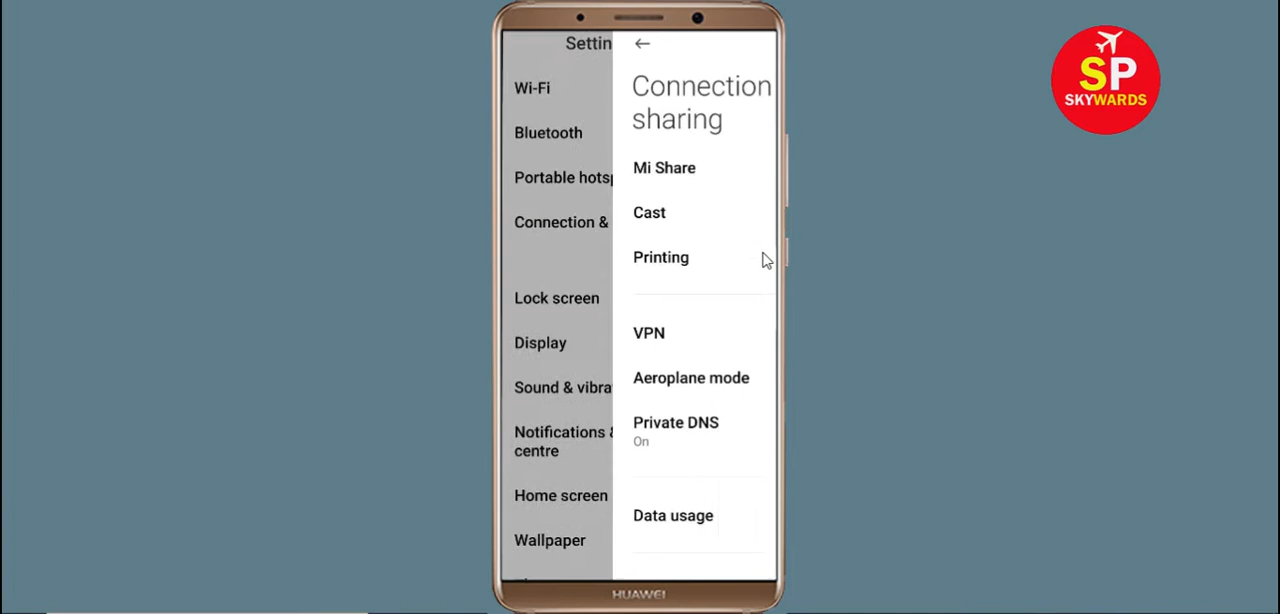 Settin
Wi-Fi
Bluetooth
Portable hotsp
Connection &
Lock screen
Display
Sound & vibra
Notifications &
centre
Home screen
Wallpaper
←
Connection
sharing
Mi Share
Cast
Printing
VPN
Aeroplane mode
Private DNS
On
Data usage
HUAWEI
SP
SKYWARDS